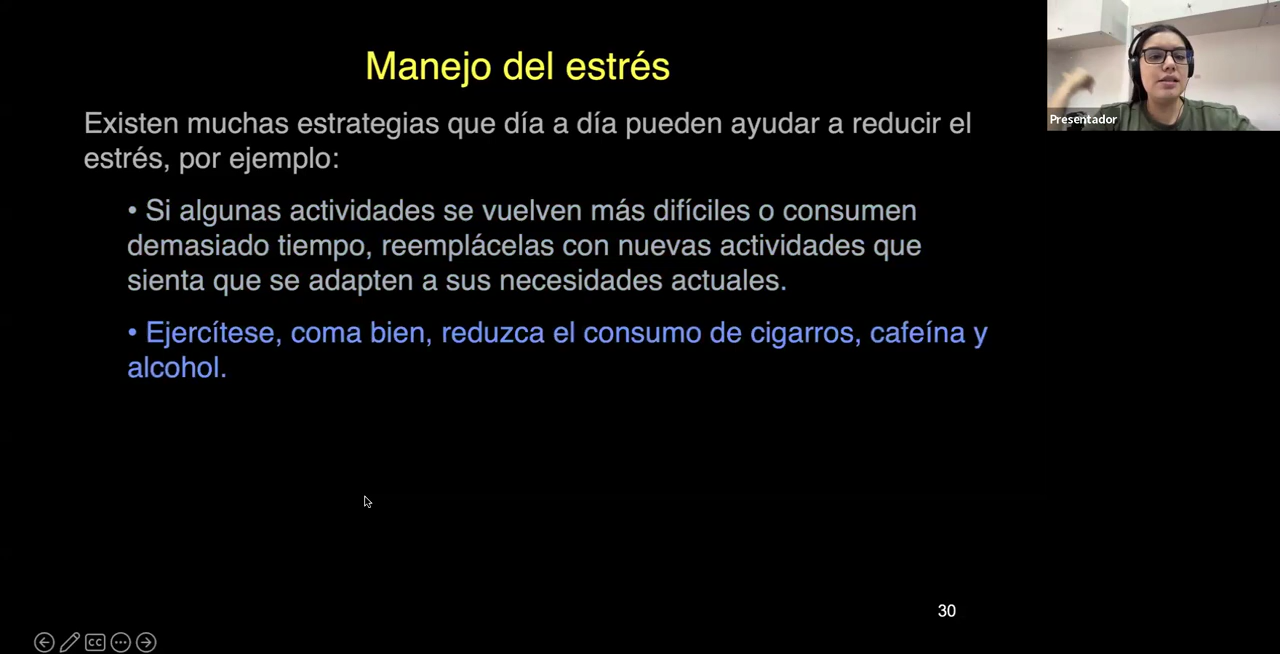 Manejo del estrés
Existen muchas estrategias que día a día pueden ayudar a reducir el
estrés, por ejemplo:
• Si algunas actividades se vuelven más difíciles o consumen
demasiado tiempo, reemplácelas con nuevas actividades que
sienta que se adapten a sus necesidades actuales.
• Ejercítese, coma bien, reduzca el consumo de cigarros, cafeína y
alcohol.
Presentador
30
CC